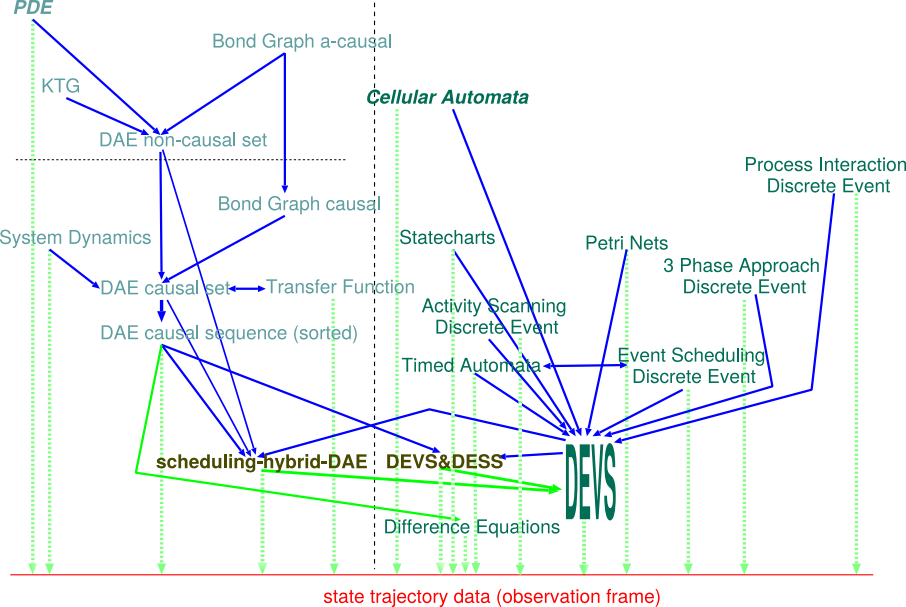 PDE
Bond Graph a-causal
KTG
Cellular Automata
DAE non-causal set
Process Interaction
Discrete Event
Bond Graph causal
System Dynamics
Statecharts
Petri Nets
3 Phase Approach
Discrete Event
DAE causal set
Transfer Function
Activity Scanning
Discrete Event
DAE causal sequence (sorted)
Timed Automata
Event Scheduling
Discrete Event
scheduling-hybrid-DAE
DEVS&DESS
DEVS
Difference Equations
state trajectory data (observation frame)